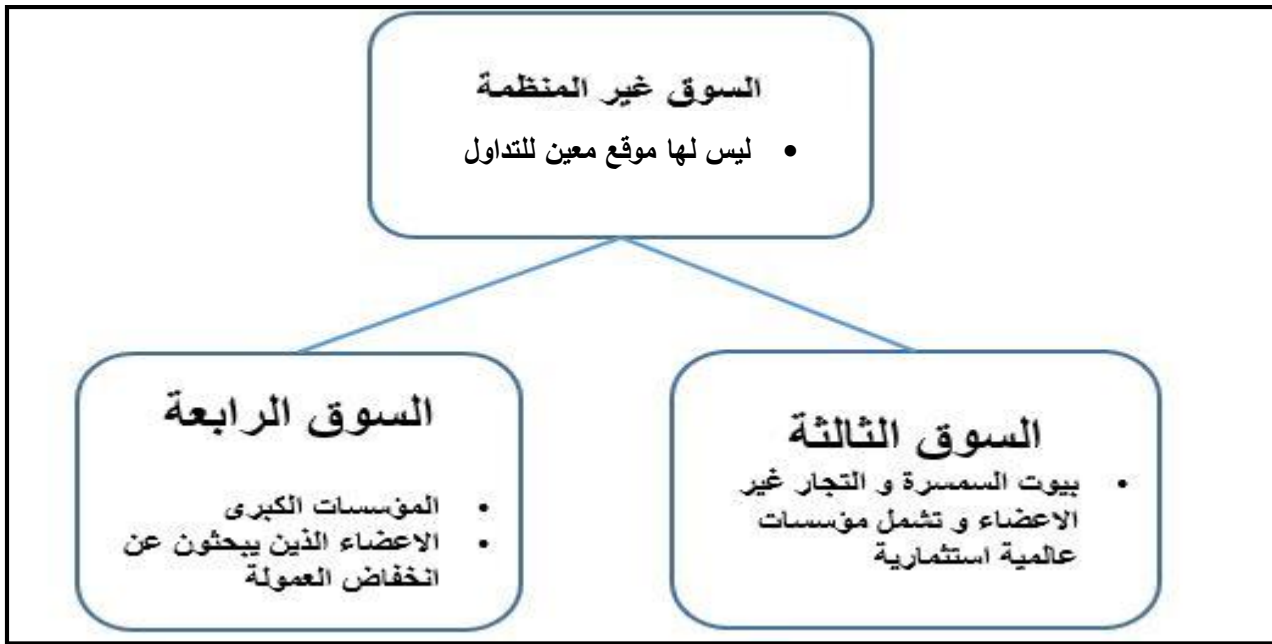 السوق غير المنظمة
• ليس لها موقع معين للتداول
السوق الثالثة
• بيوت السمسرة و التجار غير
الاعضاء و تشمل مؤسسات
عالمية استثمارية
السوق الرابعة
• المؤسسات الكبرى
• الاعضاء الذين يبحثون عن
انخفاض العمولة